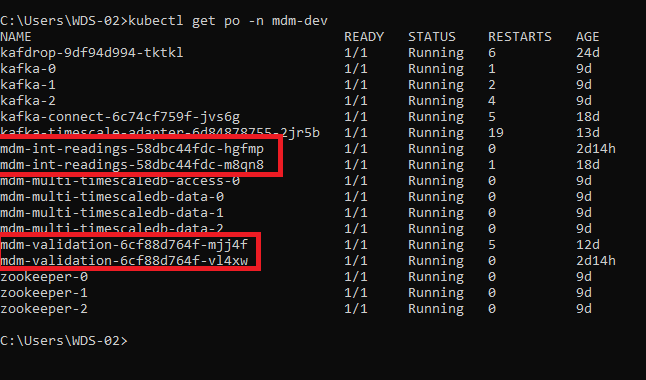 C:\Users\WDS-02>kubectl get po -n mdm-dev
NAME READY STATUS RESTARTS AGE
kafdrop-9df94d994-tktkl 1/1 Running 6 24d
kafka-0 1/1 Running 1 9d
kafka-1 1/1 Running 2 9d
kafka-2 1/1 Running 4 9d
kafka-connect-6c74cf759f-jvs6g 1/1 Running 5 18d
kafka-timescale-adapter-6d84878755-2jr5b 1/1 Running 19 13d
mdm-int-readings-58dbc44fdc-hgfmp 1/1 Running 0 2d14h
mdm-int-readings-58dbc44fdc-m8qn8 1/1 Running 1 18d
mdm-multi-timescaledb-access-0 1/1 Running 0 9d
mdm-multi-timescaledb-data-0 1/1 Running 0 9d
mdm-multi-timescaledb-data-1 1/1 Running 0 9d
mdm-multi-timescaledb-data-2 1/1 Running 0 9d
mdm-validation-6cf88d764f-mjj4f 1/1 Running 5 12d
mdm-validation-6cf88d764f-vl4xw 1/1 Running 0 2d14h
zookeeper-0 1/1 Running 0 9d
zookeeper-1 1/1 Running 0 9d
zookeeper-2 1/1 Running 0 9d
C:\Users\WDS-02>